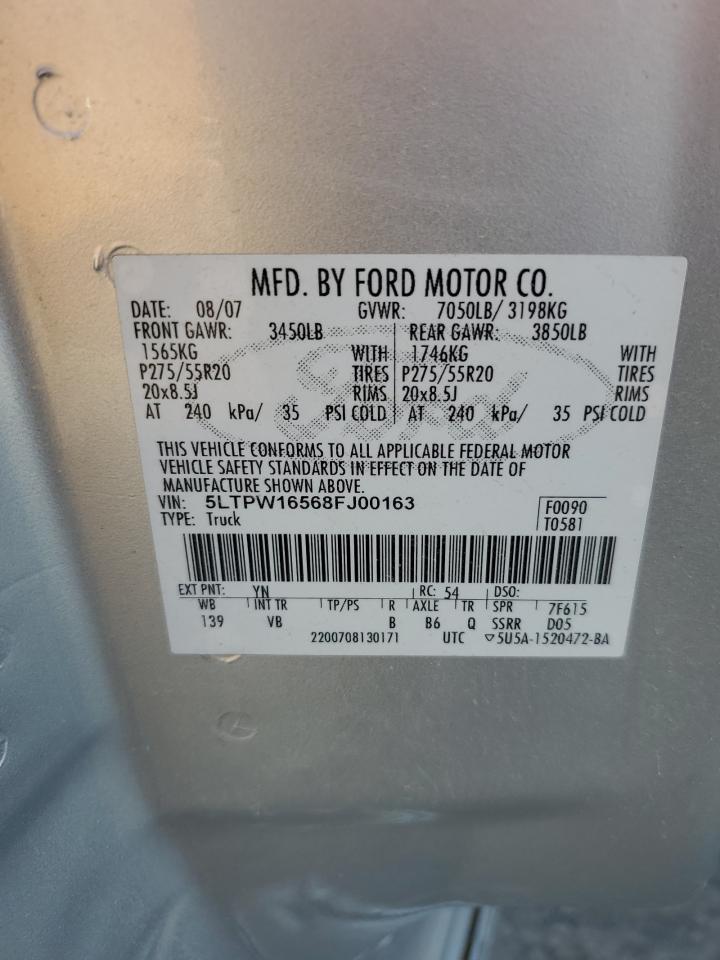 MFD. BY FORD MOTOR CO.
DATE: 08/07 GVWR: 7050LB/ 3198KG
FRONT GAWR: 3450LB REAR GAWR: 3850LB
1565KG WITH 1746KG WITH
P275/55R20 TIRES P275/55R20 TIRES
20x8.5J RIMS 20x8.5J RIMS
AT 240 kPa/ 35 PSI COLD AT 240 kPa/ 35 PSI COLD
Ford
THIS VEHICLE CONFORMS TO ALL APPLICABLE FEDERAL MOTOR
VEHICLE SAFETY STANDARDS IN EFFECT ON THE DATE OF
MANUFACTURE SHOWN ABOVE.
VIN: 5LTPW16568FJ00163 F0090
TYPE: Truck T0581
EXT PNT: YN RC: 54 DSO:
WB INT TR TP/PS R AXLE TR SPR 7F615
139 VB B B6 Q SSRR D05
2200708130171 UTC ▽5U5A-1520472-BA